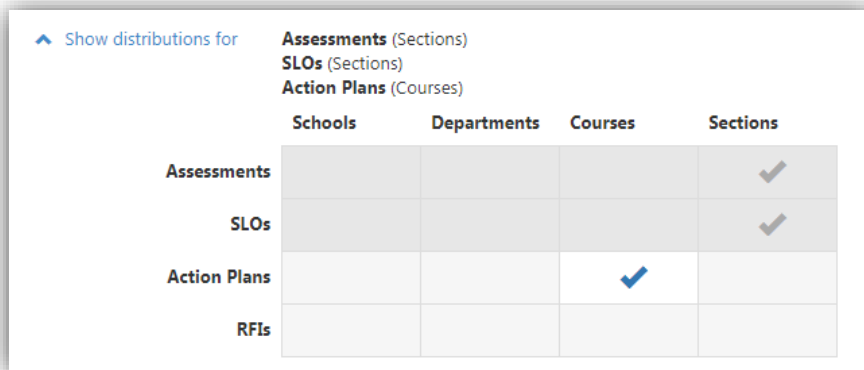 Show distributions for Assessments (Sections)
SLOs (Sections)
Action Plans (Courses)
Schools Departments Courses Sections
Assessments
SLOs
Action Plans
RFIs